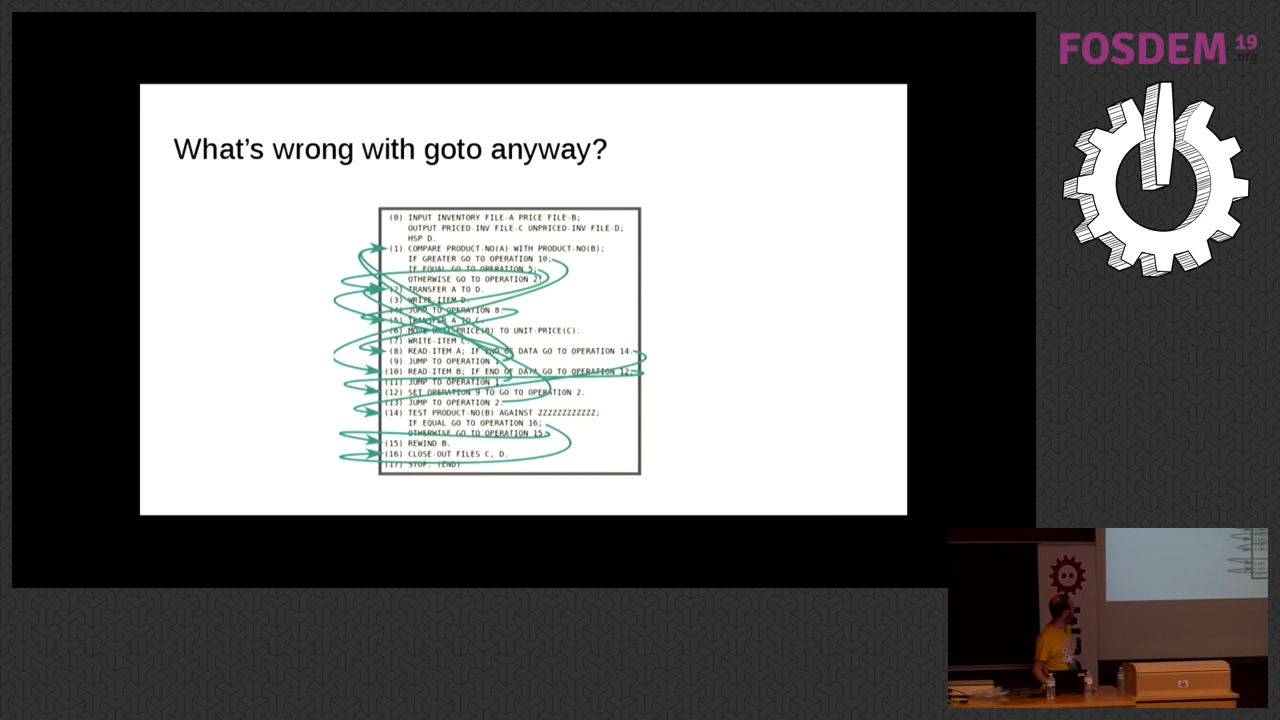 FOSDEM 19
.org
What's wrong with goto anyway?
(0) INPUT INVENTORY FILE-A PRICE FILE-B;
OUTPUT PRICED-INV FILE-C UNPRICED-INV FILE-D;
HSP D.
(1) COMPARE PRODUCT-NO(A) WITH PRODUCT-NO(B);
IF GREATER GO TO OPERATION 10;
IF EQUAL GO TO OPERATION 5;
OTHERWISE GO TO OPERATION 2.
(2) TRANSFER A TO D.
(3) WRITE-ITEM D.
(4) JUMP TO OPERATION 8.
(5) TRANSFER A TO C.
(6) MOVE UNIT-PRICE(B) TO UNIT-PRICE(C).
(7) WRITE-ITEM C.
(8) READ-ITEM A; IF END OF DATA GO TO OPERATION 14.
(9) JUMP TO OPERATION 1.
(10) READ-ITEM B; IF END OF DATA GO TO OPERATION 12.
(11) JUMP TO OPERATION 1.
(12) SET OPERATION 9 TO GO TO OPERATION 2.
(13) JUMP TO OPERATION 2.
(14) TEST PRODUCT-NO(B) AGAINST ZZZZZZZZZZZZ;
IF EQUAL GO TO OPERATION 16;
OTHERWISE GO TO OPERATION 15.
(15) REWIND B.
(16) CLOSE-OUT FILES C, D.
(17) STOP. (END)